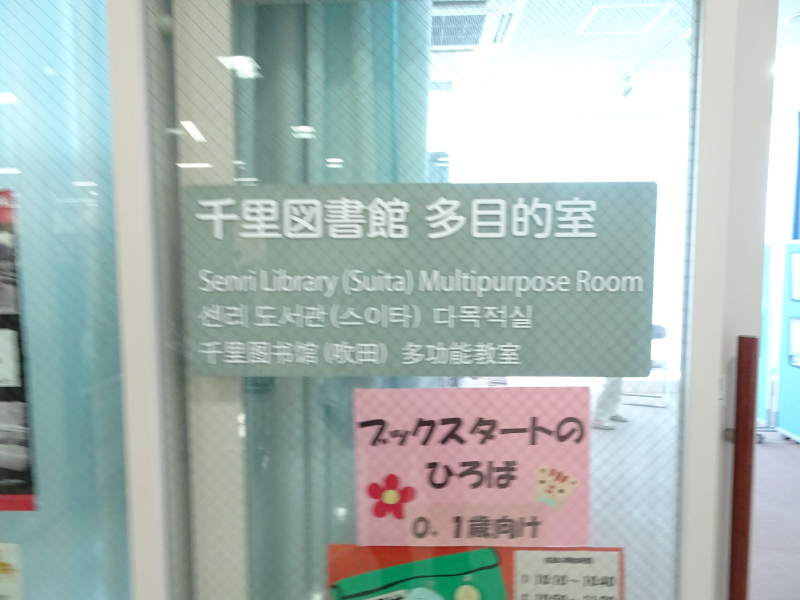 千里図書館 多目的室
Senri Library (Suita) Multipurpose Room
센리 도서관 (스이타) 다목적실
千里图书馆 (吹田) 多功能教室
ブックスタートの
ひろば
0. 1歳向け